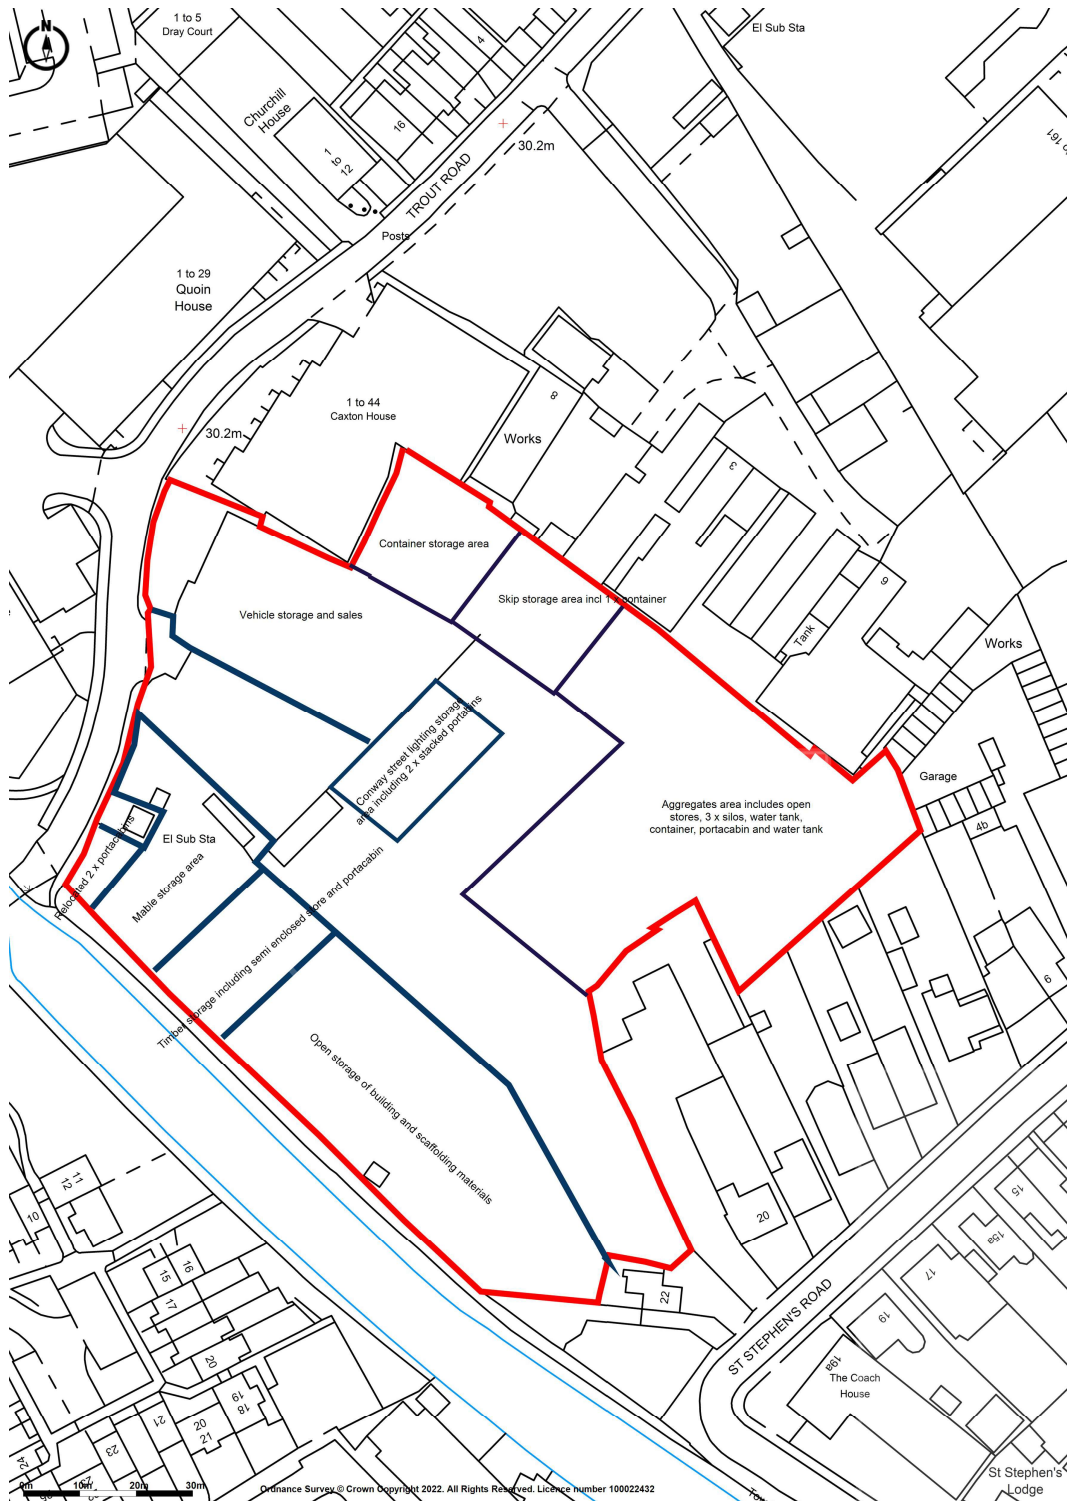 N
1 to 5
Dray Court
El Sub Sta
4
Churchill
House
16
1
to
12
30.2m
TROUT ROAD
Posts
161
1 to 29
Quoin
House
1 to 44
Caxton House
8
Works
30.2m
3
Container storage area
Skip storage area incl 1 x container
6
Vehicle storage and sales
Tank
Works
Conway street lighting storage
area including 2 x stacked portabins
Garage
Aggregates area includes open
stores, 3 x silos, water tank,
container, portacabin and water tank
4b
El Sub Sta
Relocated 2 x portacabins
Mable storage area
Timber storage including semi enclosed store and portacabin
9
Open storage of building and scaffolding materials
11
12
10
15
16
17
20
15
15a
20
17
22
ST STEPHEN'S ROAD
19
19a
The Coach
House
20
19
18
21
20
21
23
24
St Stephen's
Lodge
0m 10m 20m 30m
Ordnance Survey © Crown Copyright 2022. All Rights Reserved. Licence number 100022432